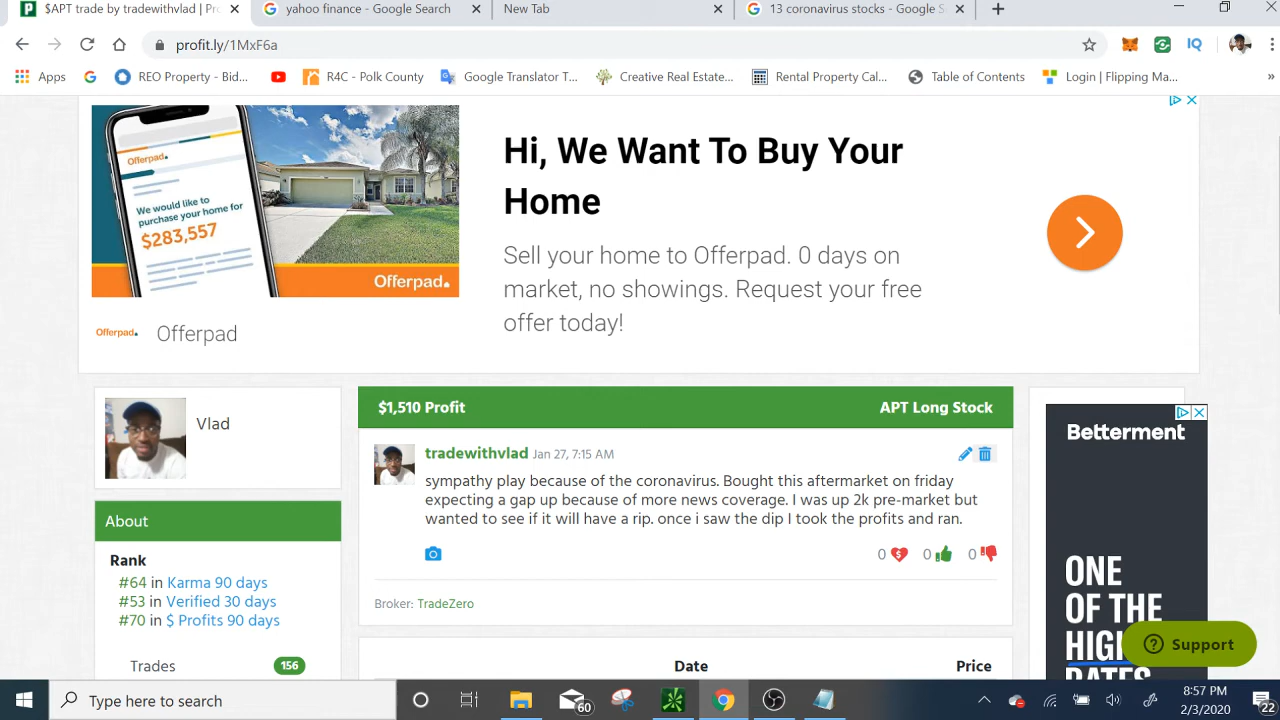 $APT trade by tradewithvlad | Pro
yahoo finance - Google Search
New Tab
13 coronavirus stocks - Google S
profit.ly/1MxF6a
Apps
REO Property - Bid...
R4C - Polk County
Google Translator T...
Creative Real Estate...
Rental Property Cal...
Table of Contents
Login | Flipping Ma...
»
Offerpad.
We would like to
purchase your home for
$283,557
Offerpad.
Hi, We Want To Buy Your
Home
Sell your home to Offerpad. 0 days on
market, no showings. Request your free
offer today!
Offerpad. Offerpad
Vlad
$1,510 Profit APT Long Stock
tradewithvlad Jan 27, 7:15 AM
sympathy play because of the coronavirus. Bought this aftermarket on friday
expecting a gap up because of more news coverage. I was up 2k pre-market but
wanted to see if it will have a rip. once i saw the dip I took the profits and ran.
0 0 0
Broker: TradeZero
About
Rank
#64 in Karma 90 days
#53 in Verified 30 days
#70 in $ Profits 90 days
Trades 156
Date Price
Betterment
ONE
OF THE
HIGH
RATES
Support
Type here to search
60
8:57 PM
2/3/2020
22
IQ